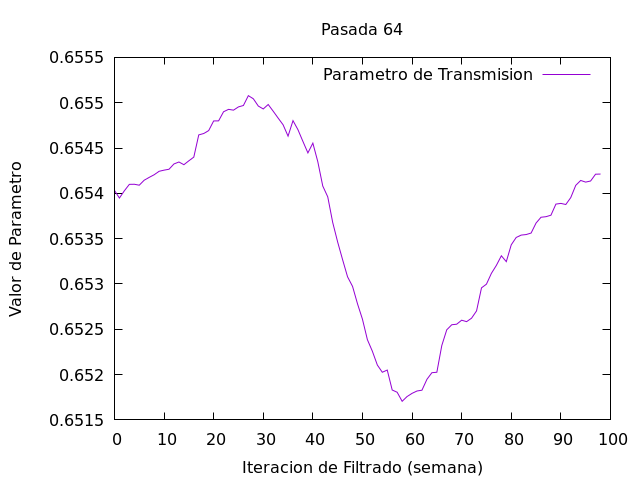 Pasada 64
Parametro de Transmision
Valor de Parametro
0.6555
0.655
0.6545
0.654
0.6535
0.653
0.6525
0.652
0.6515
0 10 20 30 40 50 60 70 80 90 100
Iteracion de Filtrado (semana)